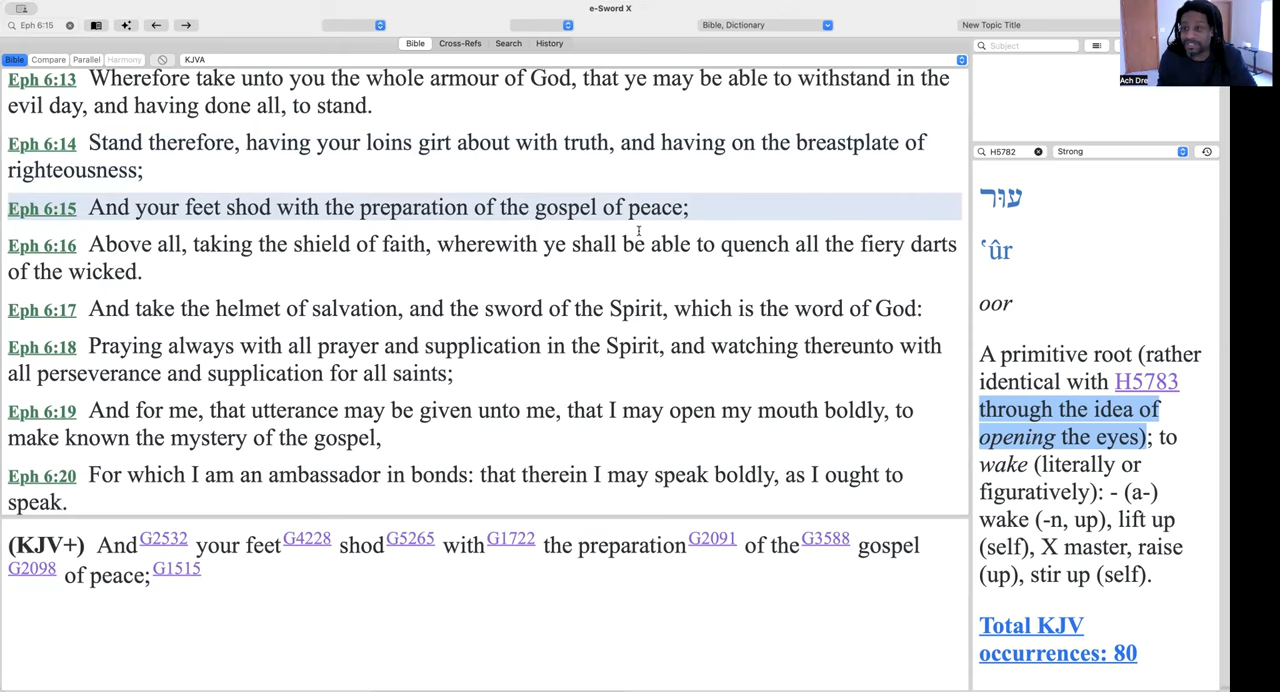 e-Sword X
Eph 6:15
Bible, Dictionary
New Topic Title
Bible Cross-Refs Search History
Subject
Bible Compare Parallel Harmony KJVA
Ach Dre
Eph 6:13 Wherefore take unto you the whole armour of God, that ye may be able to withstand in the
evil day, and having done all, to stand.
Eph 6:14 Stand therefore, having your loins girt about with truth, and having on the breastplate of
righteousness;
Eph 6:15 And your feet shod with the preparation of the gospel of peace;
Eph 6:16 Above all, taking the shield of faith, wherewith ye shall be able to quench all the fiery darts
of the wicked.
Eph 6:17 And take the helmet of salvation, and the sword of the Spirit, which is the word of God:
Eph 6:18 Praying always with all prayer and supplication in the Spirit, and watching thereunto with
all perseverance and supplication for all saints;
Eph 6:19 And for me, that utterance may be given unto me, that I may open my mouth boldly, to
make known the mystery of the gospel,
Eph 6:20 For which I am an ambassador in bonds: that therein I may speak boldly, as I ought to
speak.
(KJV+) And G2532 your feet G4228 shod G5265 with G1722 the preparation G2091 of the G3588 gospel
G2098 of peace; G1515
H5782 Strong
עוּר
‛ûr
oor
A primitive root (rather
identical with H5783
through the idea of
opening the eyes); to
wake (literally or
figuratively): - (a-)
wake (-n, up), lift up
(self), X master, raise
(up), stir up (self).
Total KJV
occurrences: 80